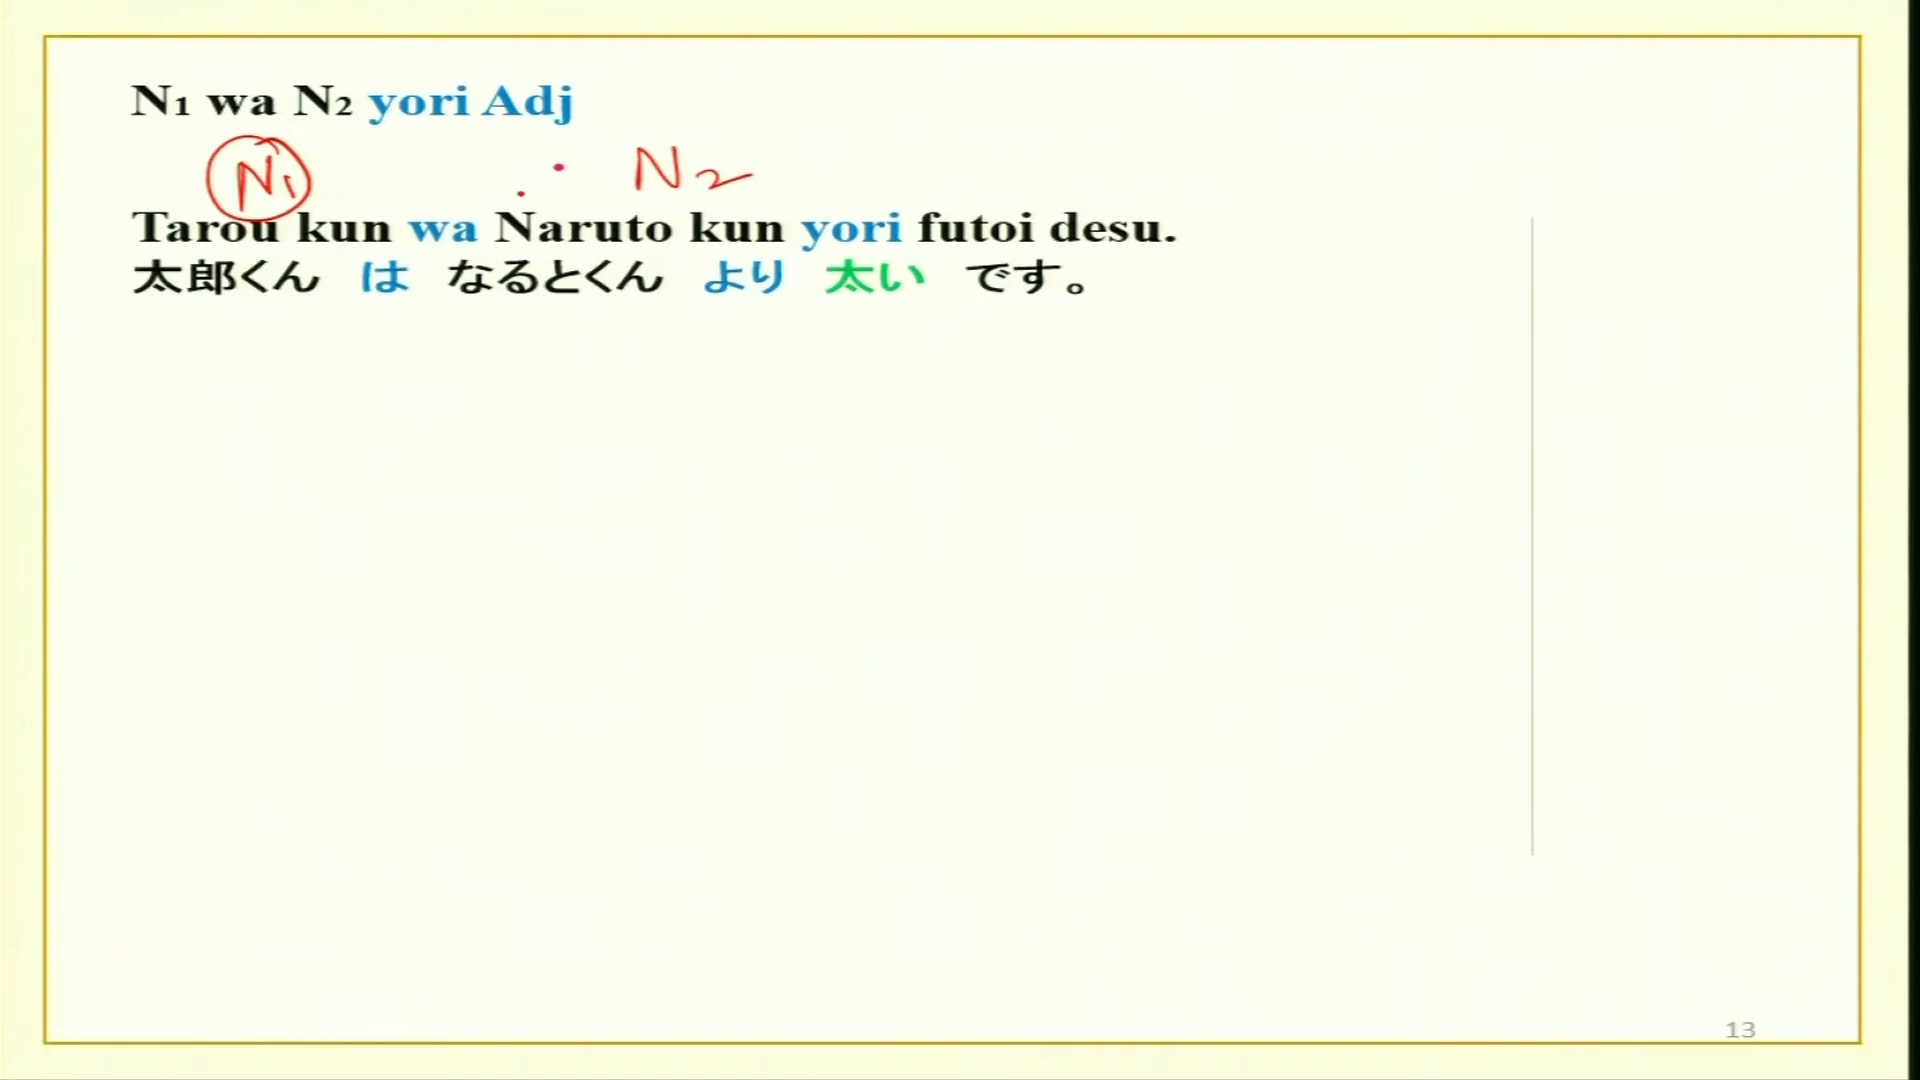 N1 wa N2 yori Adj
N1 N2
Tarou kun wa Naruto kun yori futoi desu.
太郎くん は なるとくん より 太い です。
13